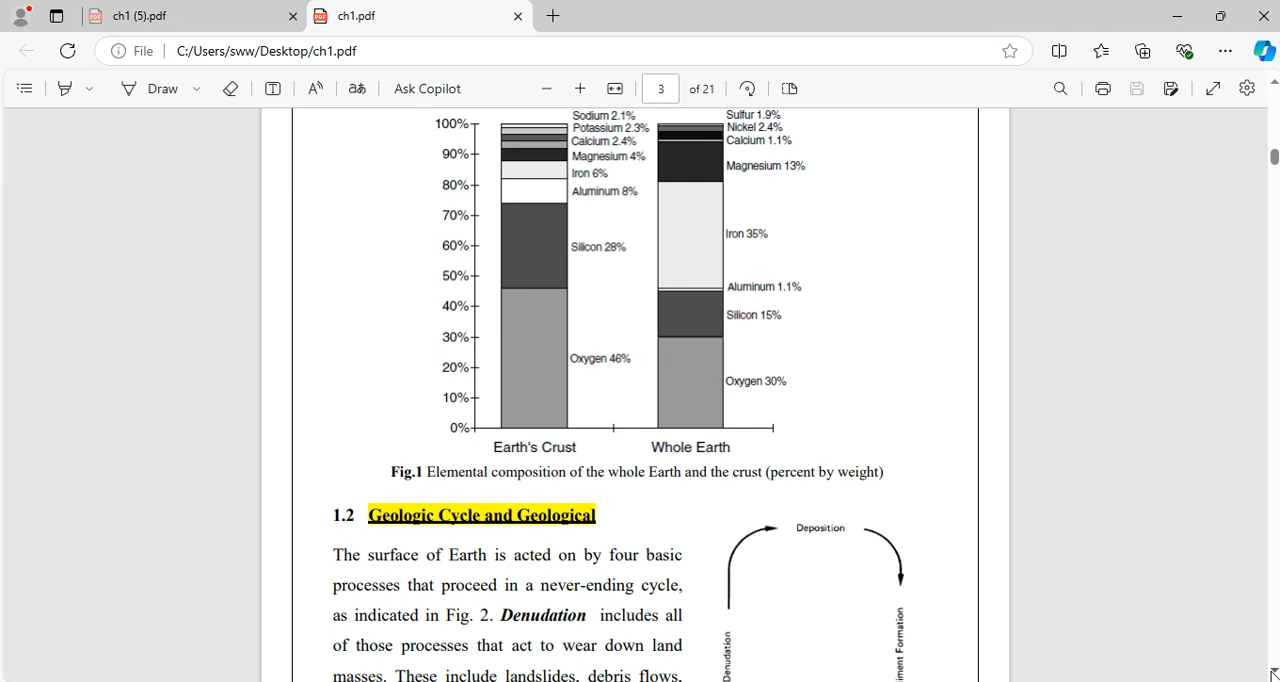 ch1 (5).pdf
ch1.pdf
File
C:/Users/sww/Desktop/ch1.pdf
Draw
aあ
Ask Copilot
3
of 21
100%
90%
80%
70%
60%
50%
40%
30%
20%
10%
0%
Sodium 2.1%
Potassium 2.3%
Calcium 2.4%
Magnesium 4%
Iron 6%
Aluminum 8%
Silicon 28%
Oxygen 46%
Sulfur 1.9%
Nickel 2.4%
Calcium 1.1%
Magnesium 13%
Iron 35%
Aluminum 1.1%
Silicon 15%
Oxygen 30%
Earth's Crust
Whole Earth
Fig.1 Elemental composition of the whole Earth and the crust (percent by weight)
1.2 Geologic Cycle and Geological
The surface of Earth is acted on by four basic
processes that proceed in a never-ending cycle,
as indicated in Fig. 2. Denudation includes all
of those processes that act to wear down land
masses. These include landslides, debris flows,
Deposition
Denudation
iment Formation